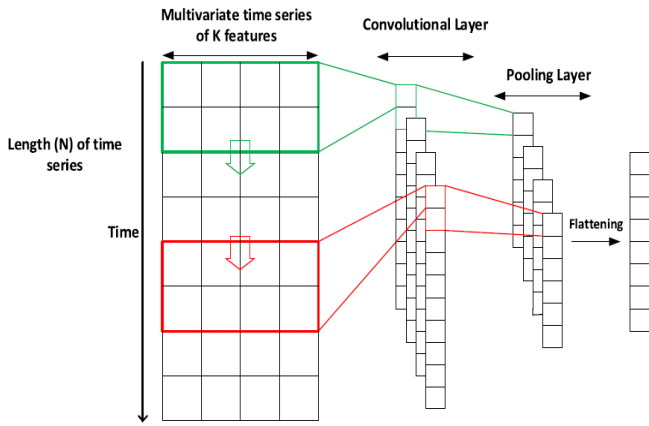 Multivariate time series
of K features
Convolutional Layer
Pooling Layer
Length (N) of time
series
Time
Flattening